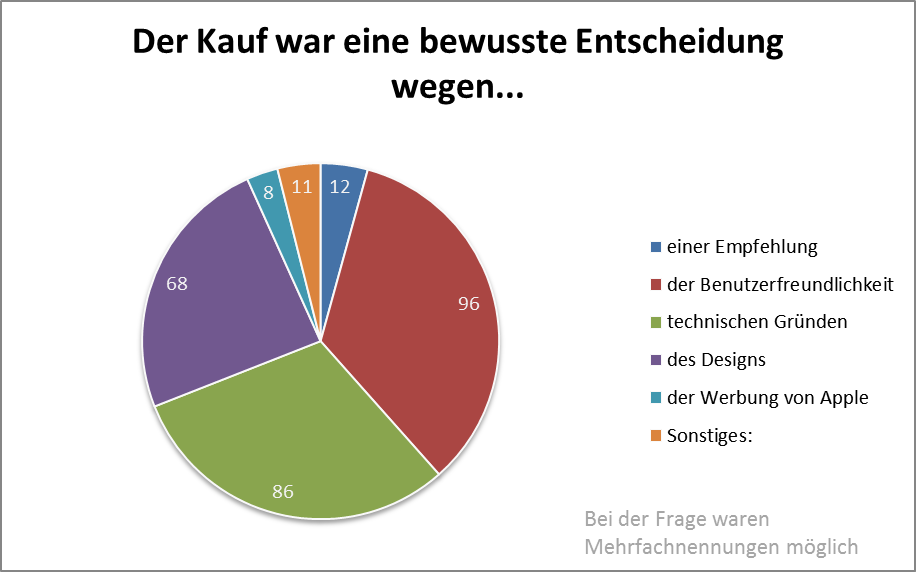 Der Kauf war eine bewusste Entscheidung
wegen...
8
11
12
68
96
86
einer Empfehlung
der Benutzerfreundlichkeit
technischen Gründen
des Designs
der Werbung von Apple
Sonstiges:
Bei der Frage waren
Mehrfachnennungen möglich